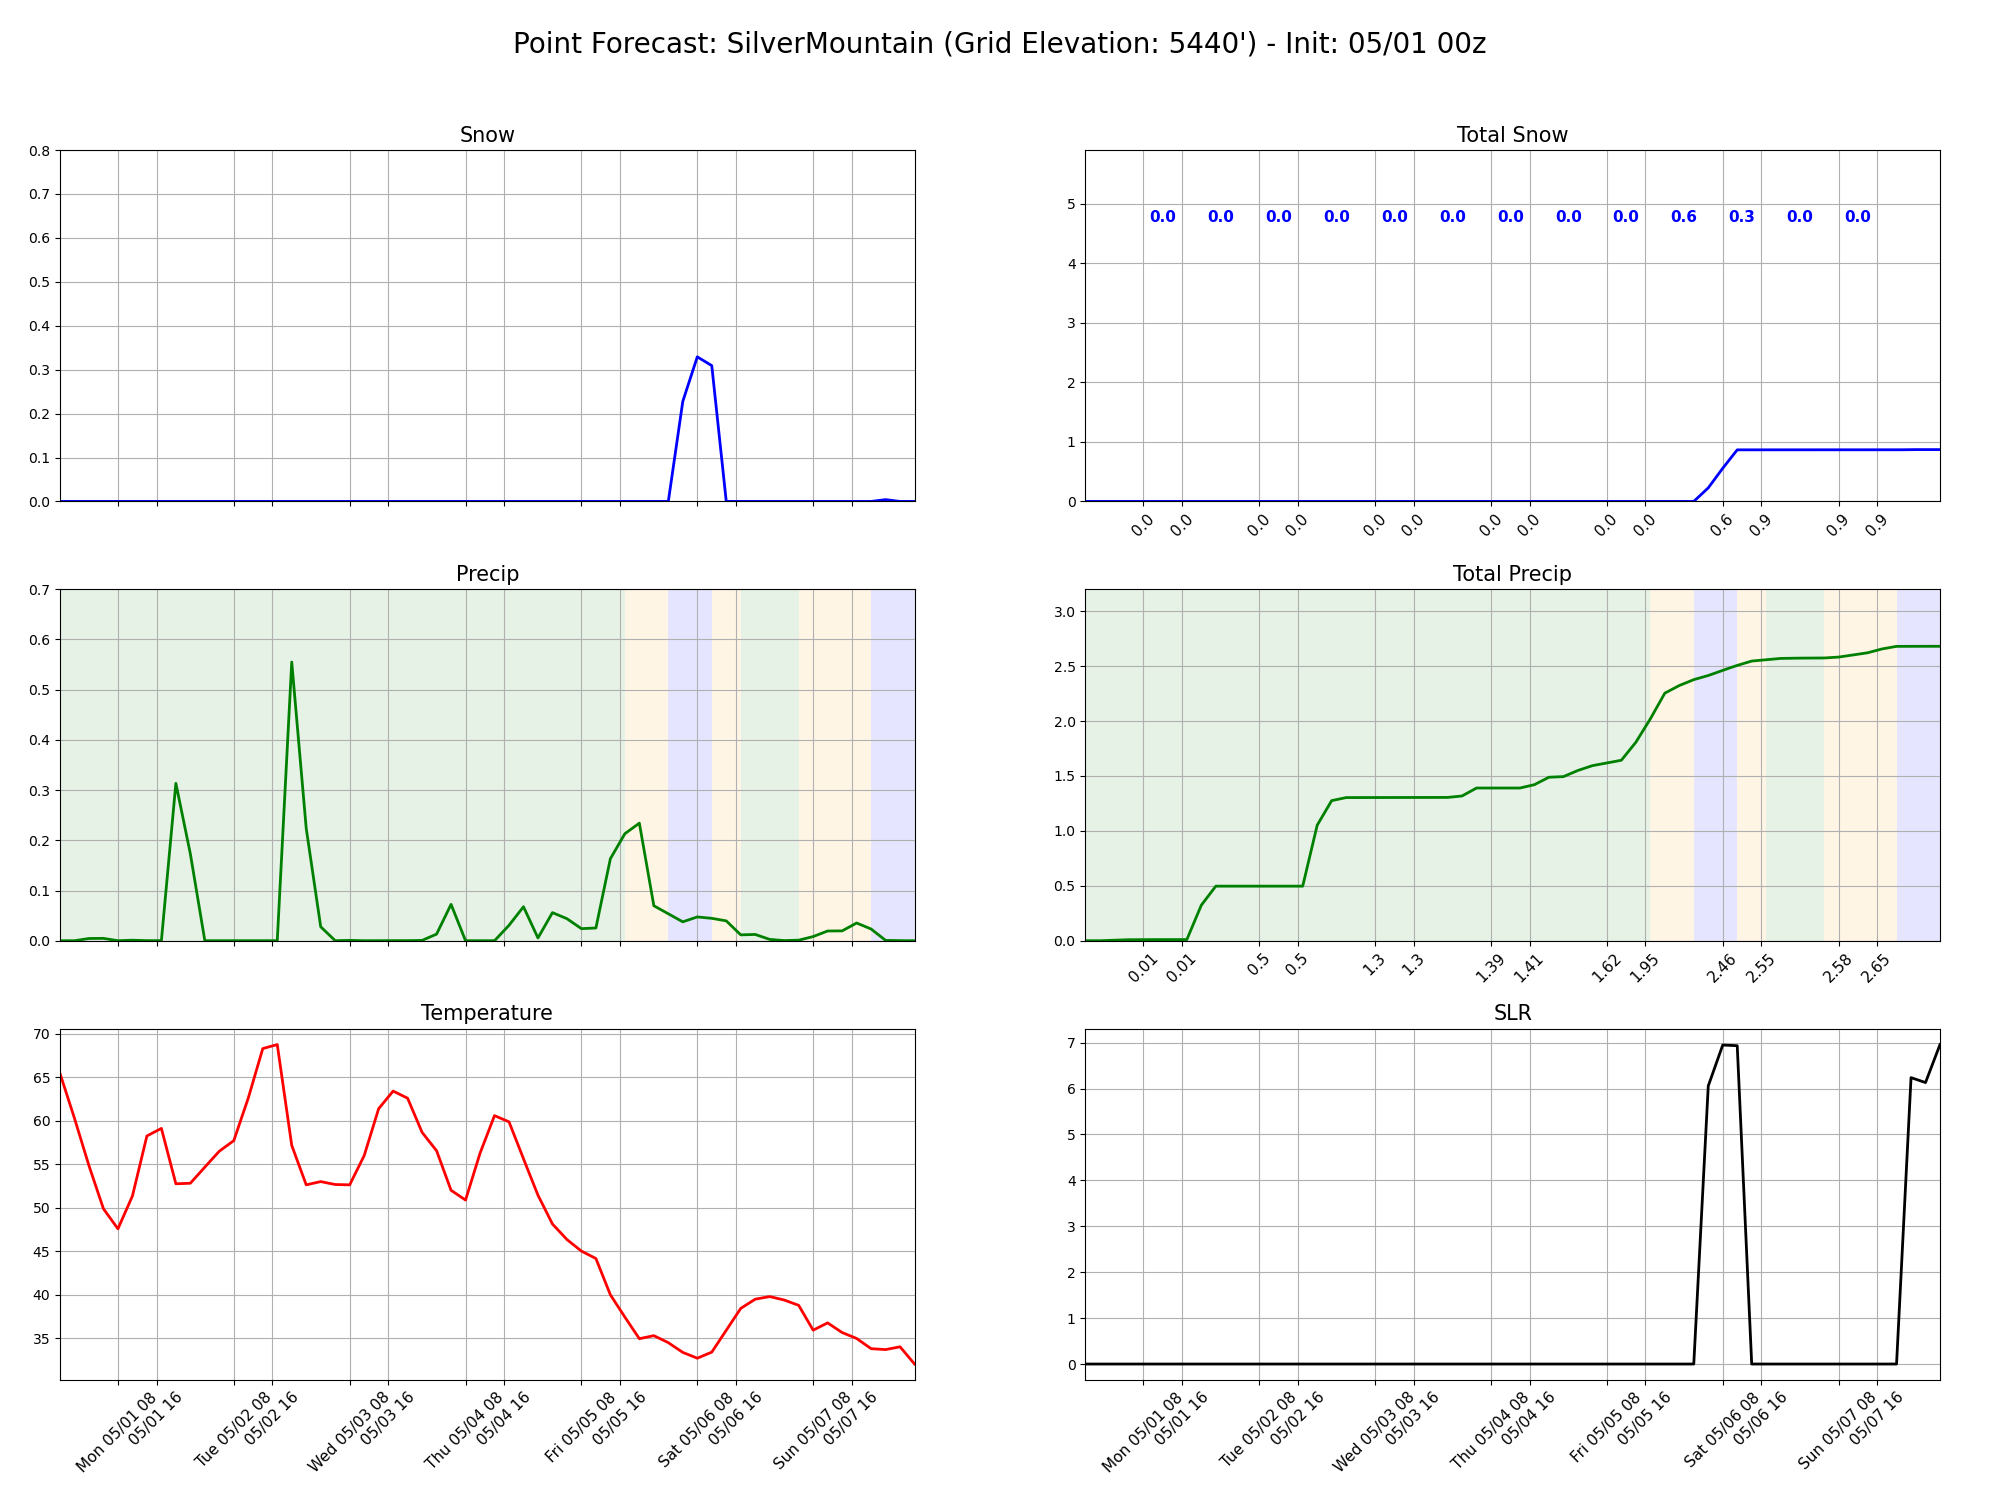 Point Forecast: SilverMountain (Grid Elevation: 5440') - Init: 05/01 00z
Snow
0.8
0.7
0.6
0.5
0.4
0.3
0.2
0.1
0.0
Total Snow
5
4
3
2
1
0
0.0 0.0 0.0 0.0 0.0 0.0 0.0 0.0 0.0 0.6 0.3 0.0 0.0
0.0 0.0 0.0 0.0 0.0 0.0 0.0 0.0 0.0 0.0 0.6 0.9 0.9 0.9
Precip
0.7
0.6
0.5
0.4
0.3
0.2
0.1
0.0
Total Precip
3.0
2.5
2.0
1.5
1.0
0.5
0.0
0.01 0.01 0.5 0.5 1.3 1.3 1.39 1.41 1.62 1.95 2.46 2.55 2.58 2.65
Temperature
70
65
60
55
50
45
40
35
Mon 05/01 08
05/01 16
Tue 05/02 08
05/02 16
Wed 05/03 08
05/03 16
Thu 05/04 08
05/04 16
Fri 05/05 08
05/05 16
Sat 05/06 08
05/06 16
Sun 05/07 08
05/07 16
SLR
7
6
5
4
3
2
1
0
Mon 05/01 08
05/01 16
Tue 05/02 08
05/02 16
Wed 05/03 08
05/03 16
Thu 05/04 08
05/04 16
Fri 05/05 08
05/05 16
Sat 05/06 08
05/06 16
Sun 05/07 08
05/07 16